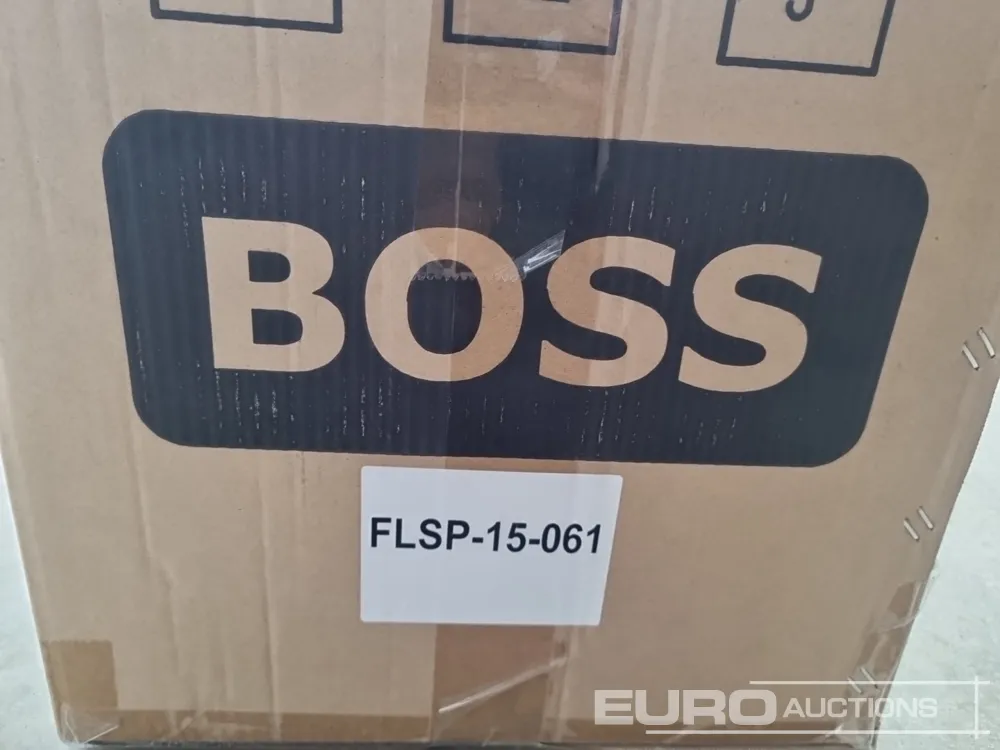 BOSS
FLSP-15-061
EURO AUCTIONS